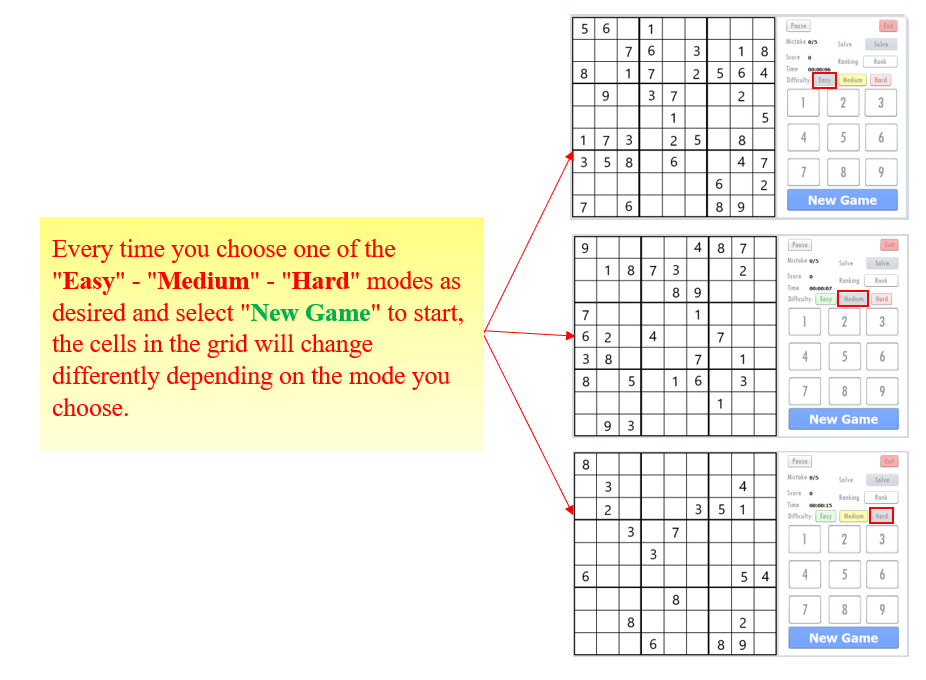 Every time you choose one of the
"Easy" - "Medium" - "Hard" modes as
desired and select "New Game" to start,
the cells in the grid will change
differently depending on the mode you
choose.
5 6 1
7 6 3 1 8
8 1 7 2 5 6 4
9 3 7 2
1 5
1 7 3 2 5 8
3 5 8 6 4 7
6 2
7 6 8 9
Pause Exit
Mistake 0/5 Solve Solve
Score 0
Ranking Rank
Time 00:00:06
Difficulty: Easy Medium Hard
1 2 3
4 5 6
7 8 9
New Game
9 4 8 7
1 8 7 3 2
8 9
7 1
6 2 4 7
3 8 7 1
8 5 1 6 3
1
9 3
Pause Exit
Mistake 0/5 Solve Solve
Score 0
Ranking Rank
Time 00:00:07
Difficulty: Easy Medium Hard
1 2 3
4 5 6
7 8 9
New Game
8
3 4
2 3 5 1
3 7
3
6 5 4
8
8 2
6 8 9
Pause Exit
Mistake 0/5 Solve Solve
Score 0
Ranking Rank
Time 00:00:15
Difficulty: Easy Medium Hard
1 2 3
4 5 6
7 8 9
New Game